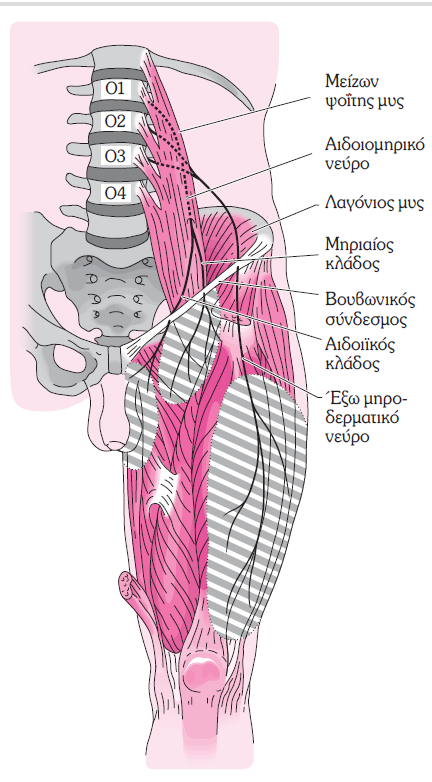 Ο1
Ο2
Ο3
Ο4
Μείζων
ψοΐτης μυς
Αιδοιομηρικό
νεύρο
Λαγόνιος μυς
Μηριαίος
κλάδος
Βουβωνικός
σύνδεσμος
Αιδοιϊκός
κλάδος
Έξω μηρο-
δερματικό
νεύρο